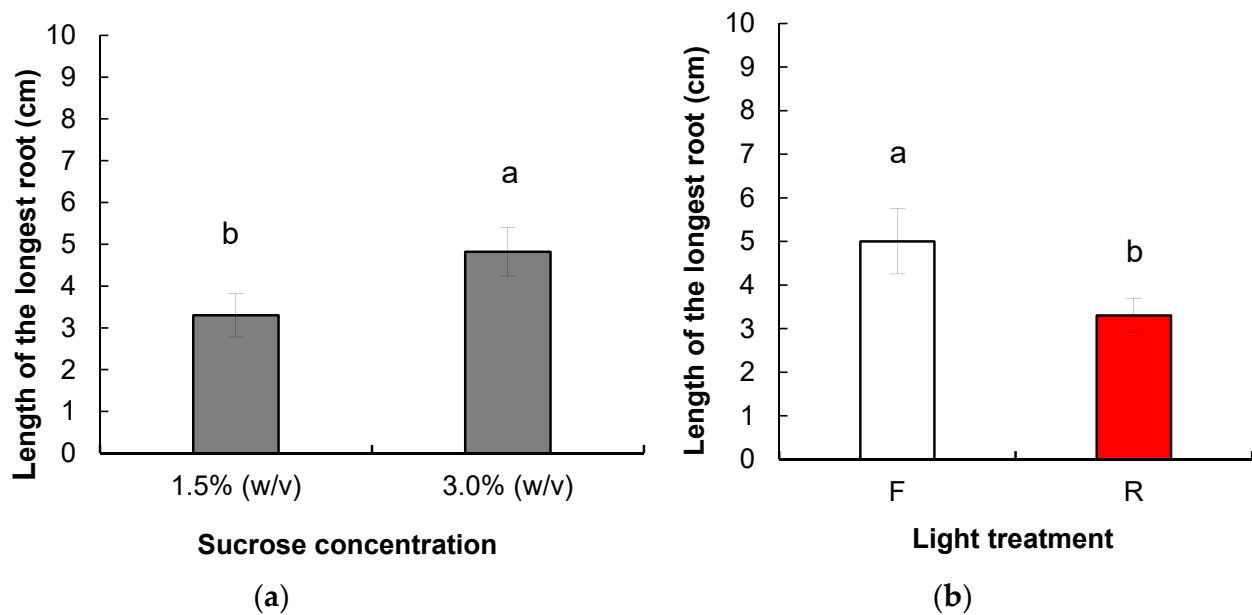 Length of the longest root (cm)
10
9
8
7
6
5
4
3
2
1
0
b
a
1.5% (w/v)
3.0% (w/v)
Sucrose concentration
(a)
Length of the longest root (cm)
10
9
8
7
6
5
4
3
2
1
0
a
b
F
R
Light treatment
(b)